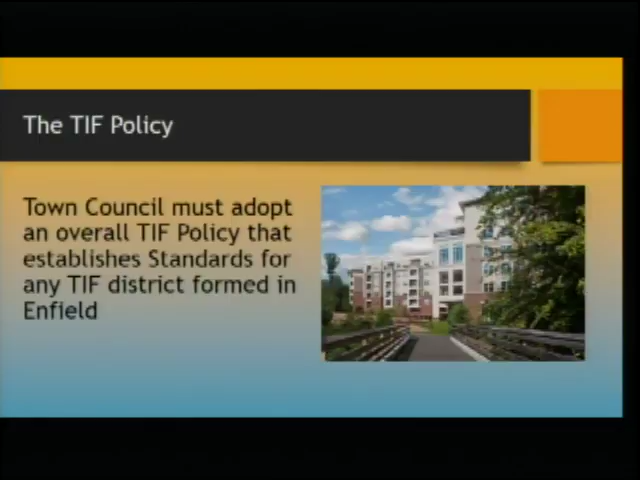 The TIF Policy
Town Council must adopt
an overall TIF Policy that
establishes Standards for
any TIF district formed in
Enfield